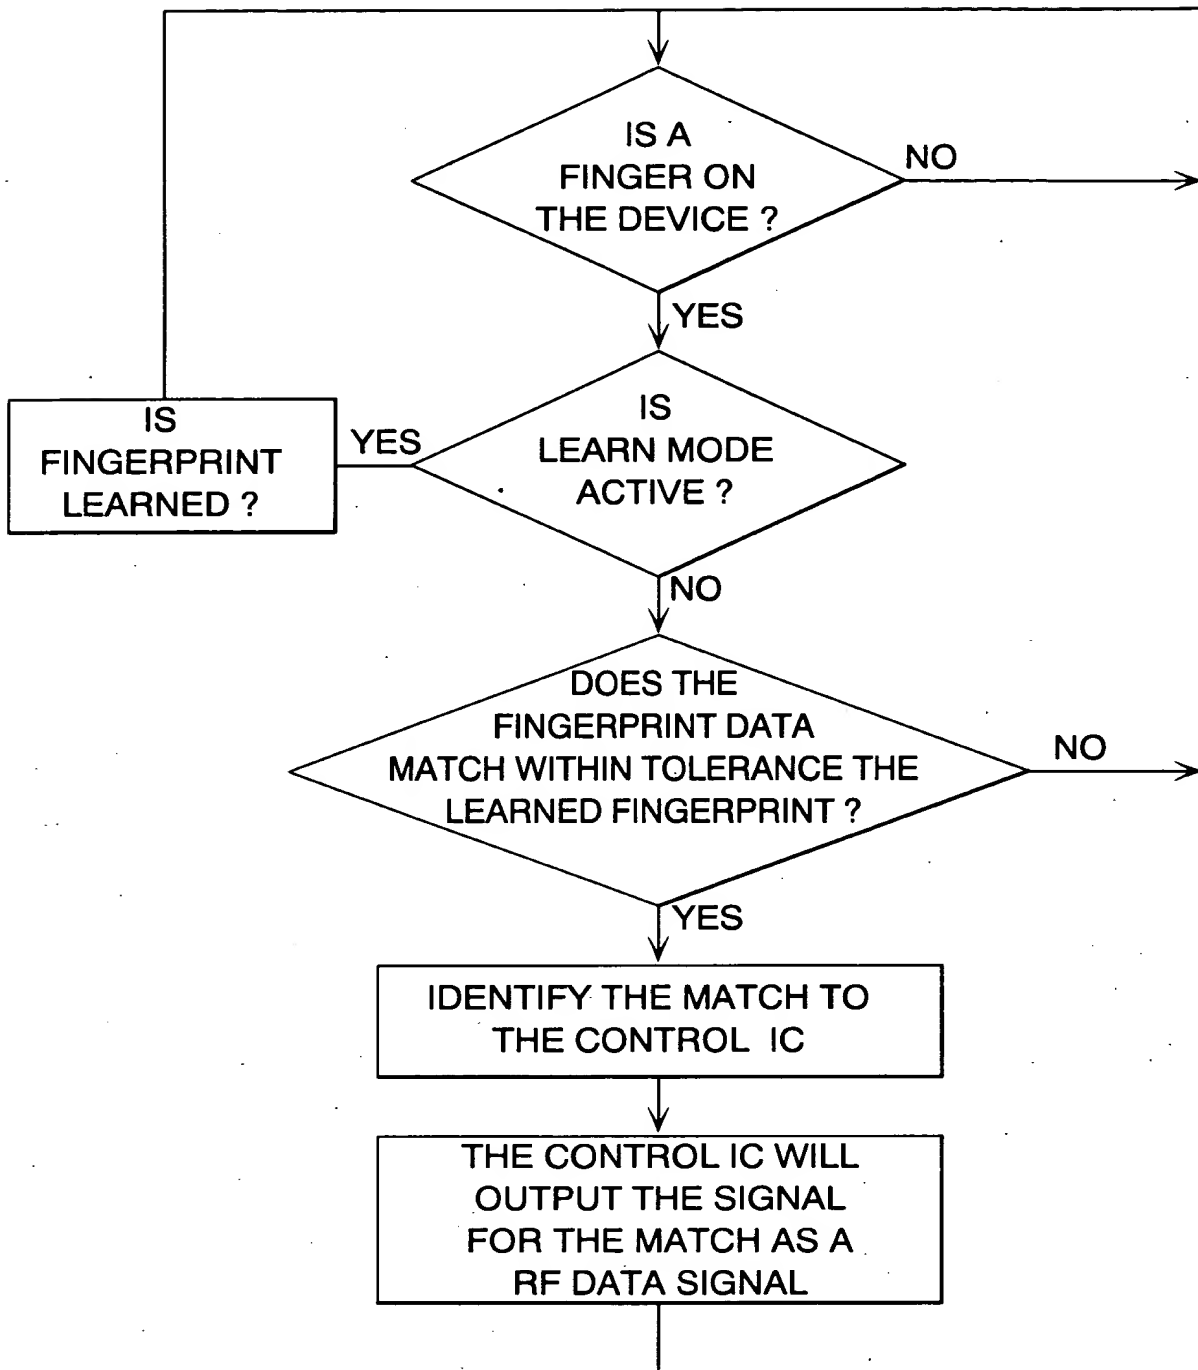 IS A
FINGER ON
THE DEVICE ?
NO
YES
IS
FINGERPRINT
LEARNED ?
YES
IS
LEARN MODE
ACTIVE ?
NO
DOES THE
FINGERPRINT DATA
MATCH WITHIN TOLERANCE THE
LEARNED FINGERPRINT ?
NO
YES
IDENTIFY THE MATCH TO
THE CONTROL IC
THE CONTROL IC WILL
OUTPUT THE SIGNAL
FOR THE MATCH AS A
RF DATA SIGNAL